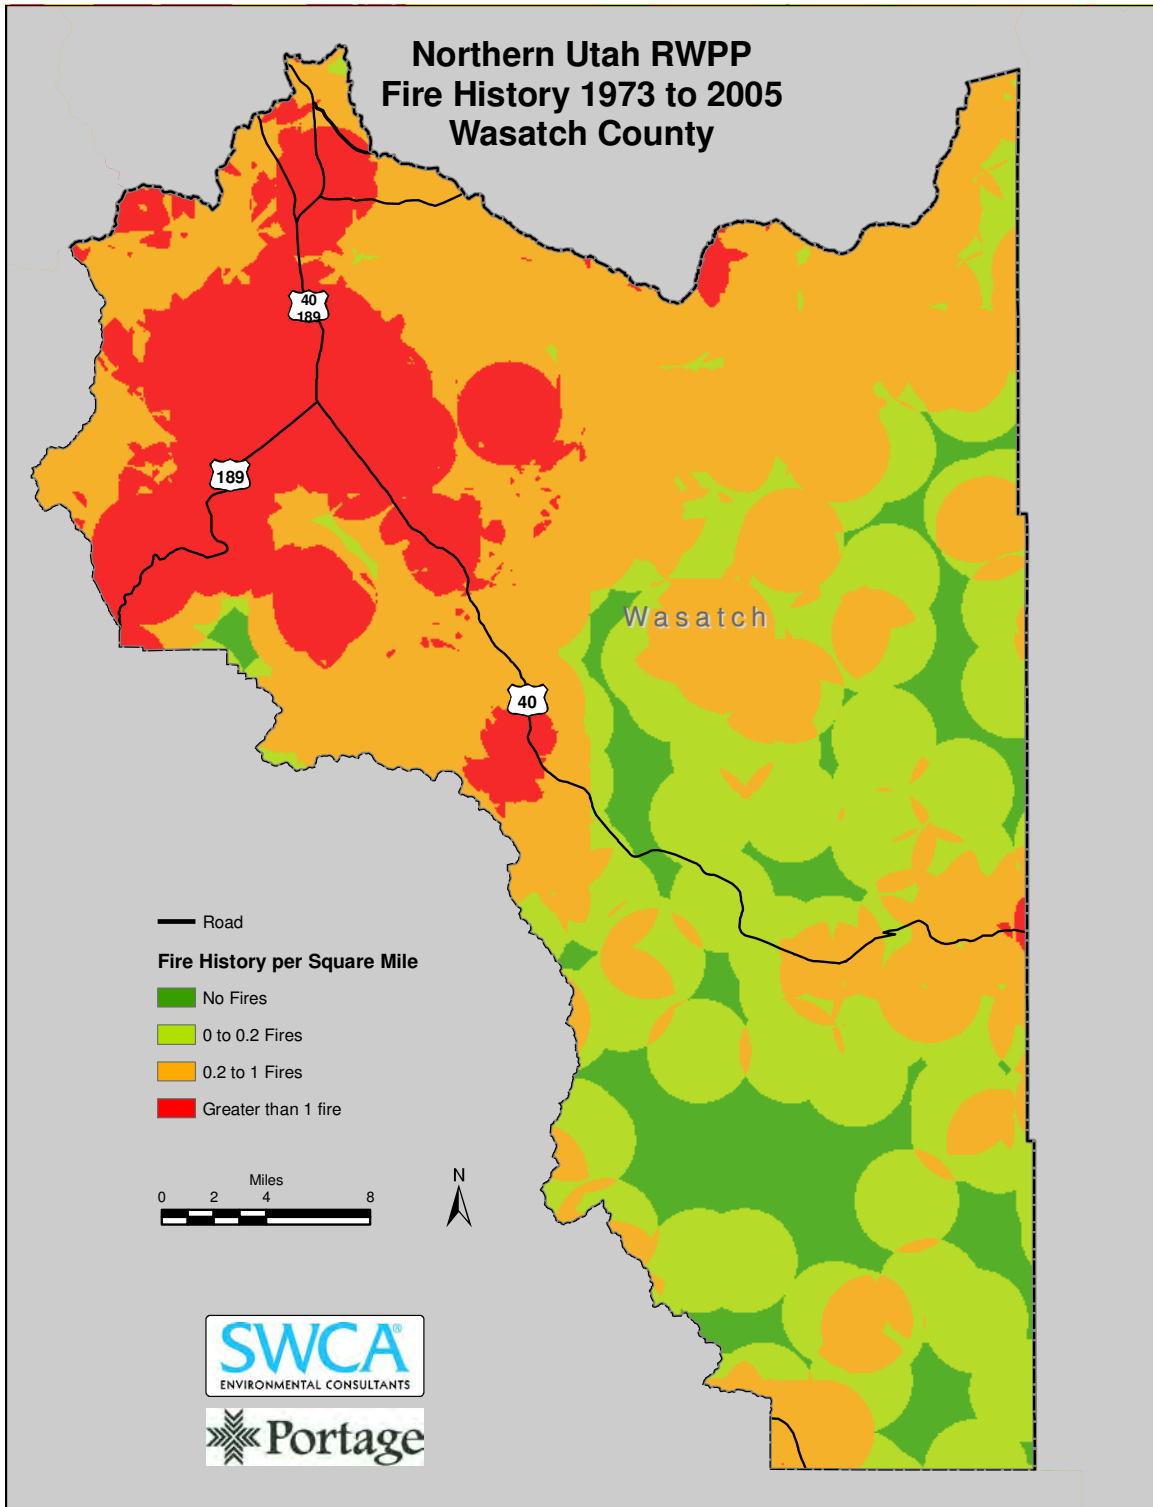 Northern Utah RWPP
Fire History 1973 to 2005
Wasatch County
40
189
189
Wasatch
40
Road
Fire History per Square Mile
No Fires
0 to 0.2 Fires
0.2 to 1 Fires
Greater than 1 fire
Miles
0 2 4 8
N
SWCA®
ENVIRONMENTAL CONSULTANTS
Portage